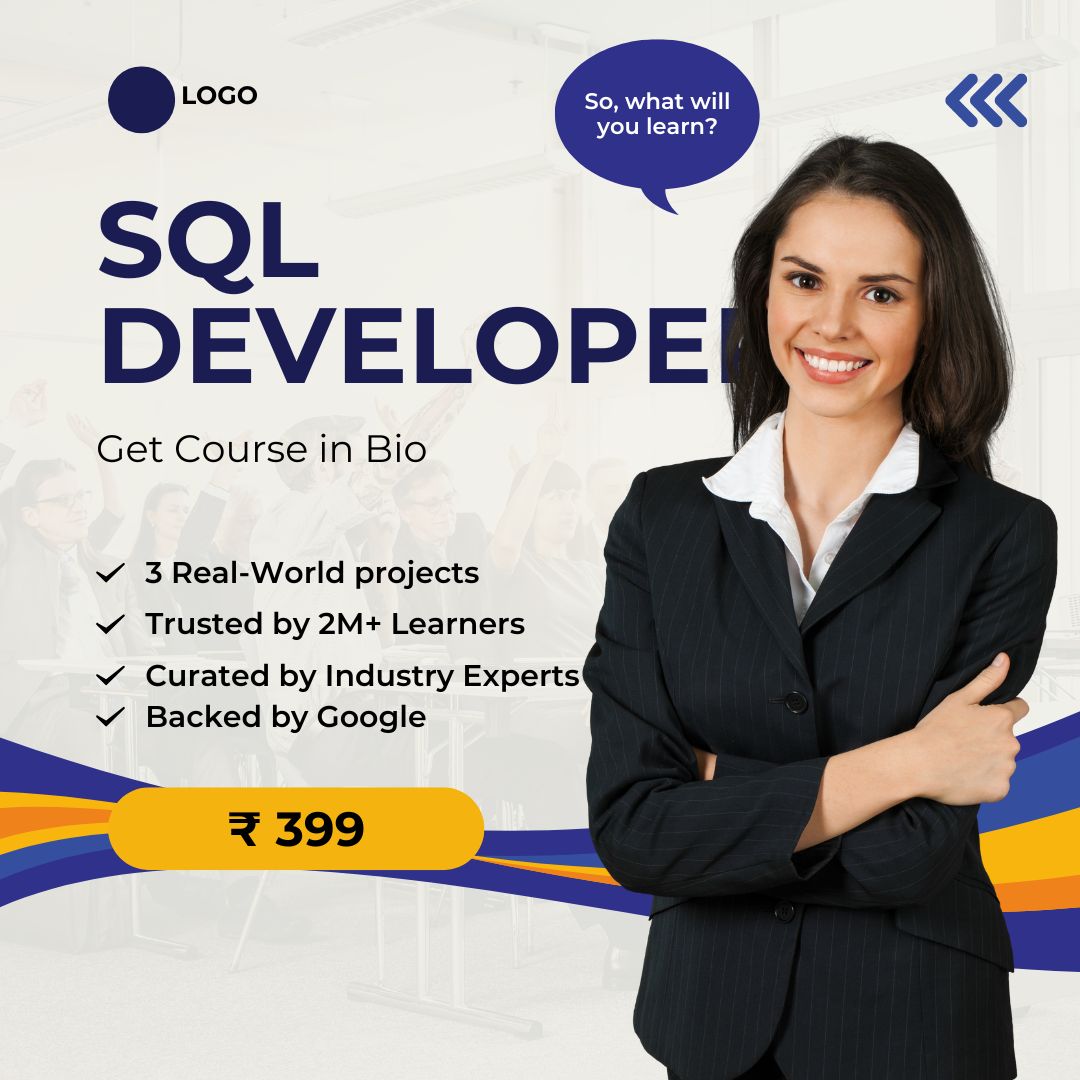 LOGO
So, what will
you learn?
SQL
DEVELOPER
Get Course in Bio
3 Real-World projects
Trusted by 2M+ Learners
Curated by Industry Experts
Backed by Google
₹ 399